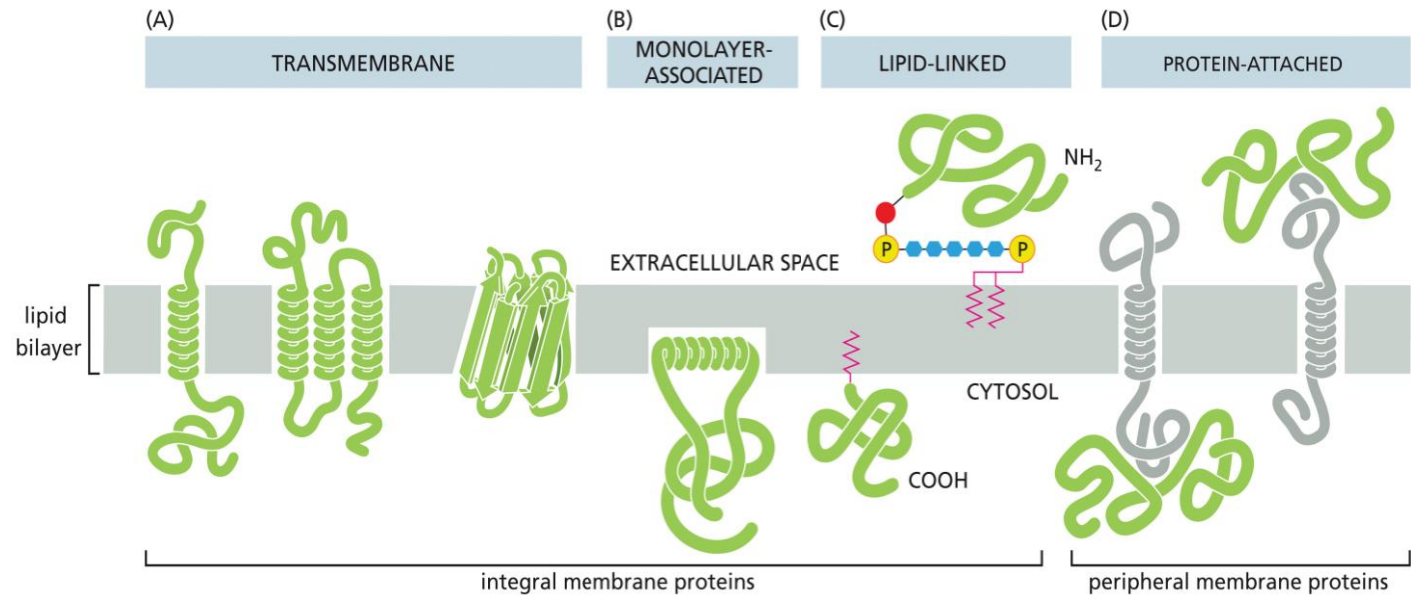 (A)
(B)
(C)
(D)
TRANSMEMBRANE
MONOLAYER-
ASSOCIATED
LIPID-LINKED
PROTEIN-ATTACHED
NH2
P
P
EXTRACELLULAR SPACE
lipid
bilayer
CYTOSOL
COOH
integral membrane proteins
peripheral membrane proteins